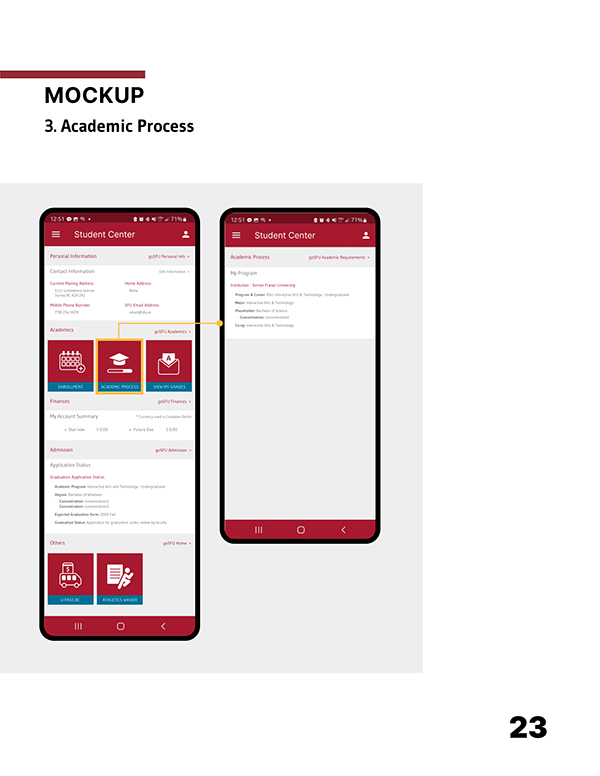 MOCKUP
3. Academic Process
12:51 71%
Student Center
Personal Information goSFU Personal Info >
Contact Information Edit Information >
Current Mailing Address Home Address
1111 somewhere avenue None
Surrey BC A1A 1A1
Mobile Phone Number SFU Email Address
email@sfu.ca
Academics goSFU Academics >
ENROLLMENT ACADEMIC PROCESS VIEW MY GRADES
Finances goSFU Finances >
My Account Summary * Currency used is Canadian Dollar
Due now $ 0.00 Future Due $ 0.00
Admission goSFU Admission >
Application Status
Graduation Application Status
Academic Program: Interactive Arts and Technology - Undergraduate
Degree: Bachelor of Whatever
Concentration: concentration1
Concentration: concentration2
Expected Graduation Term: 20XX Fall
Graduation Status: Application for graduation under review by faculty
Others goSFU Home >
U-PASS BC ATHLETICS WAIVER
12:51 71%
Student Center
Academic Process goSFU Academic Requirements >
My Program
Institution - Simon Fraser University
Program & Career: BSc Interactive Arts & Technology - Undergraduate
Major: Interactive Arts & Technology
Placeholder: Bachelor of Science
Concentration: concentration1
Co-op: Interactive Arts & Technology
23